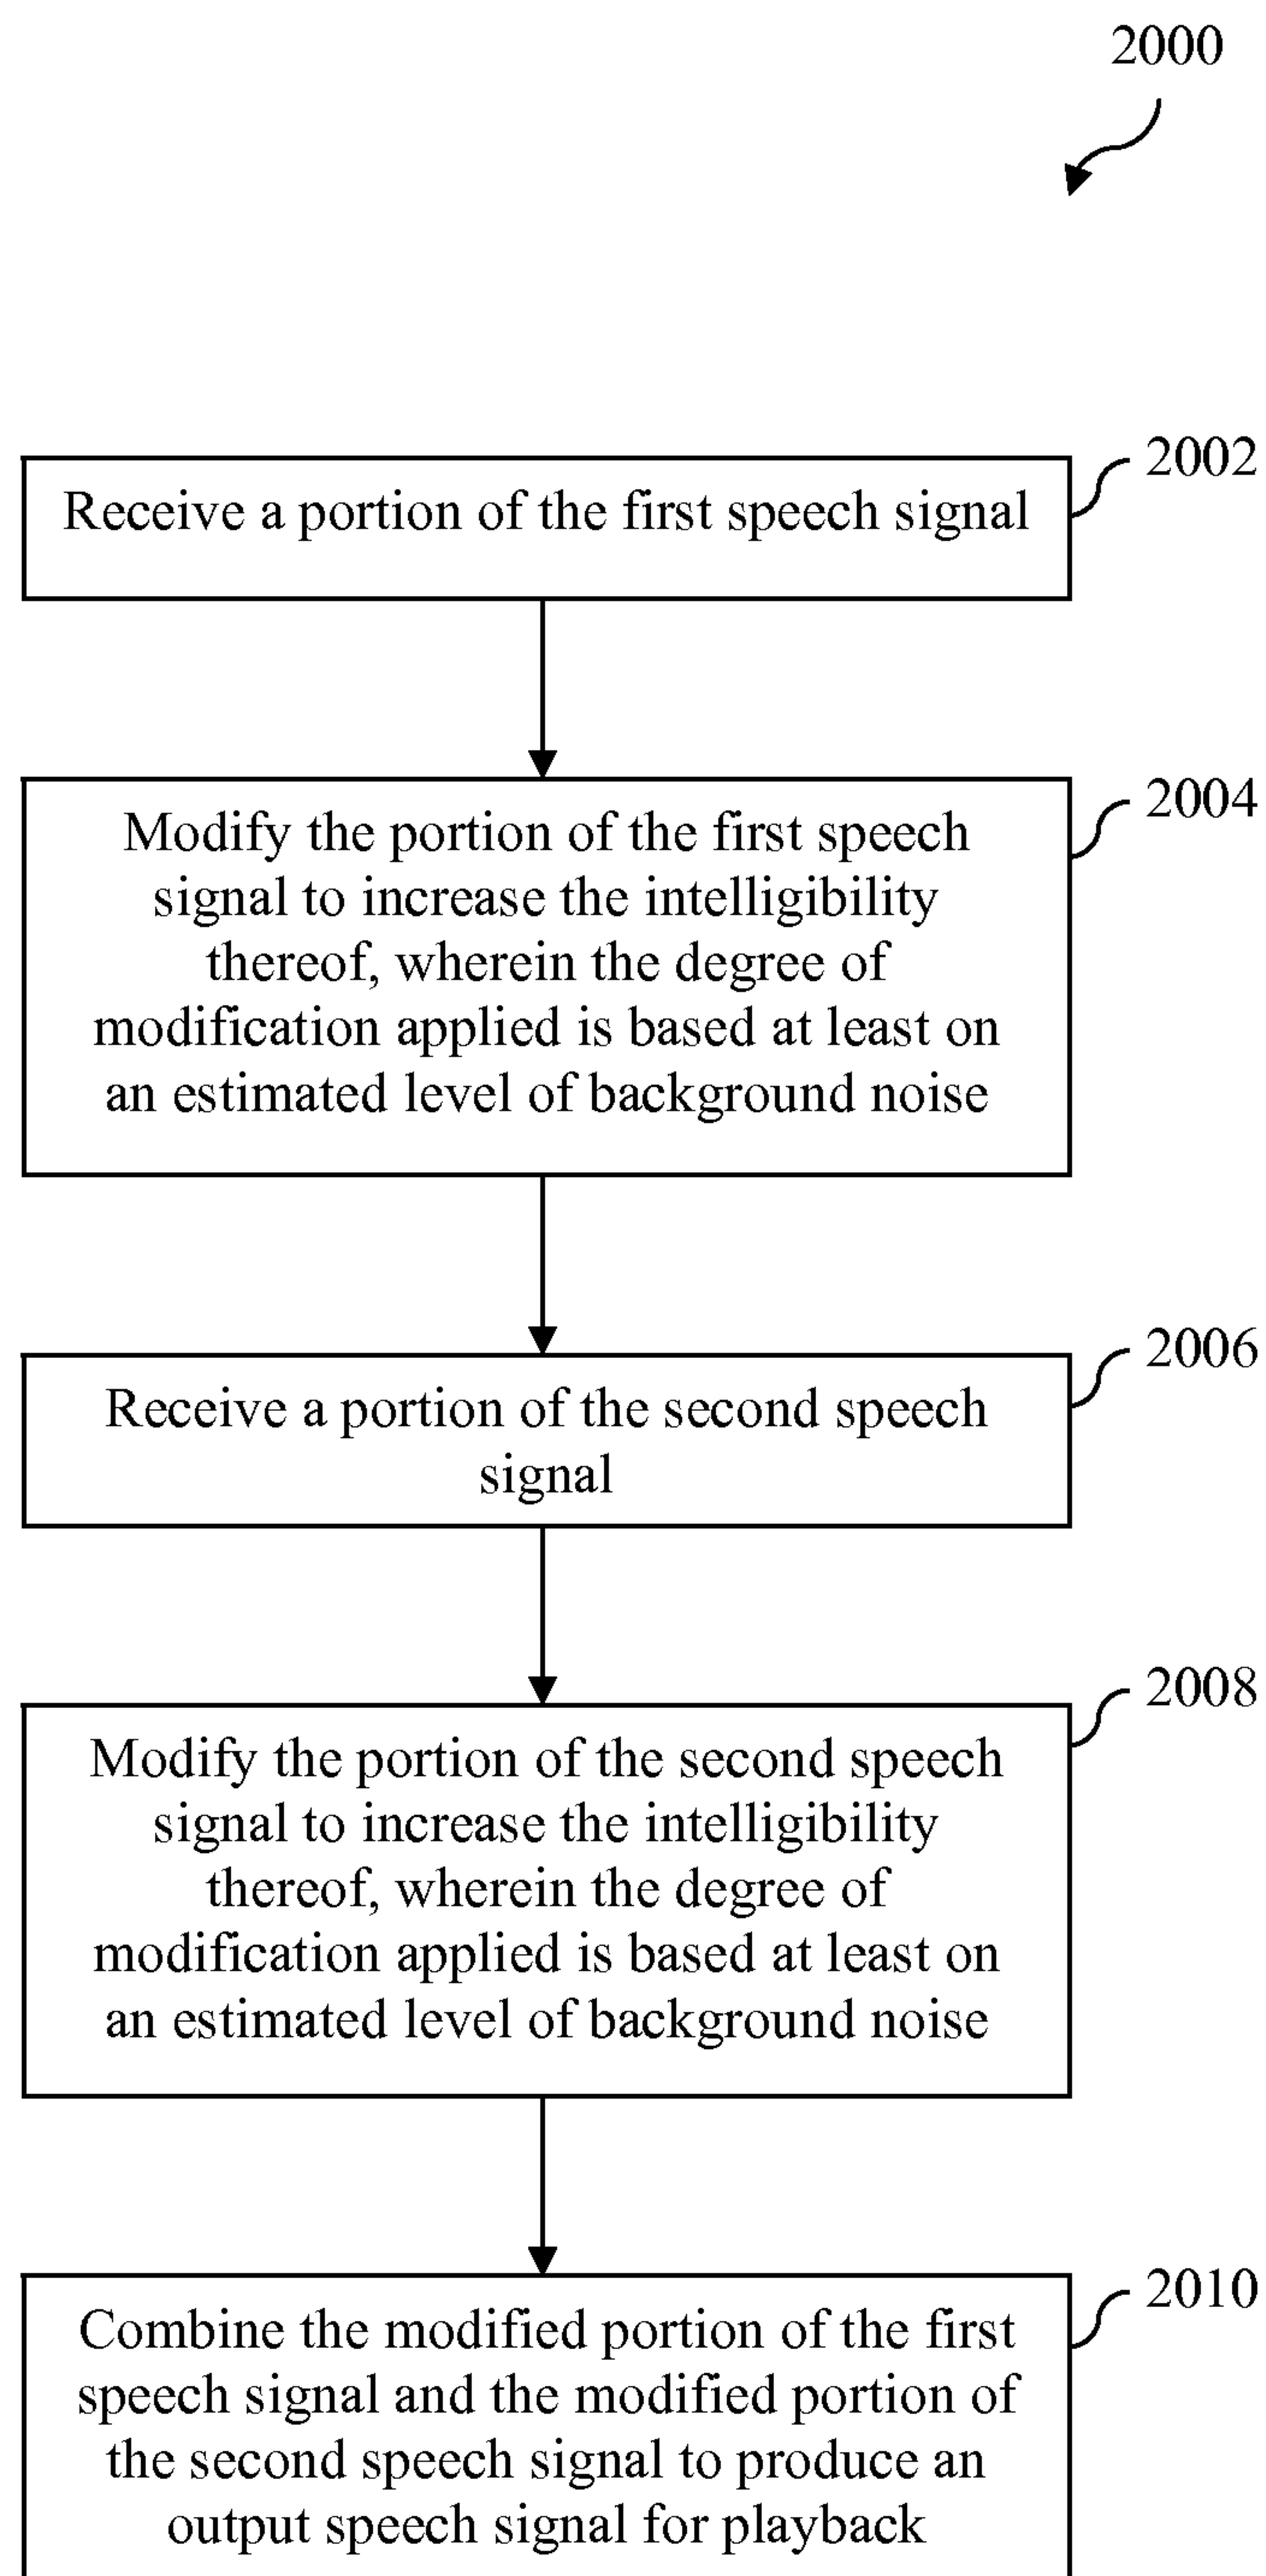 2000
2002
Receive a portion of the first speech signal
2004
Modify the portion of the first speech
signal to increase the intelligibility
thereof, wherein the degree of
modification applied is based at least on
an estimated level of background noise
2006
Receive a portion of the second speech
signal
2008
Modify the portion of the second speech
signal to increase the intelligibility
thereof, wherein the degree of
modification applied is based at least on
an estimated level of background noise
2010
Combine the modified portion of the first
speech signal and the modified portion of
the second speech signal to produce an
output speech signal for playback